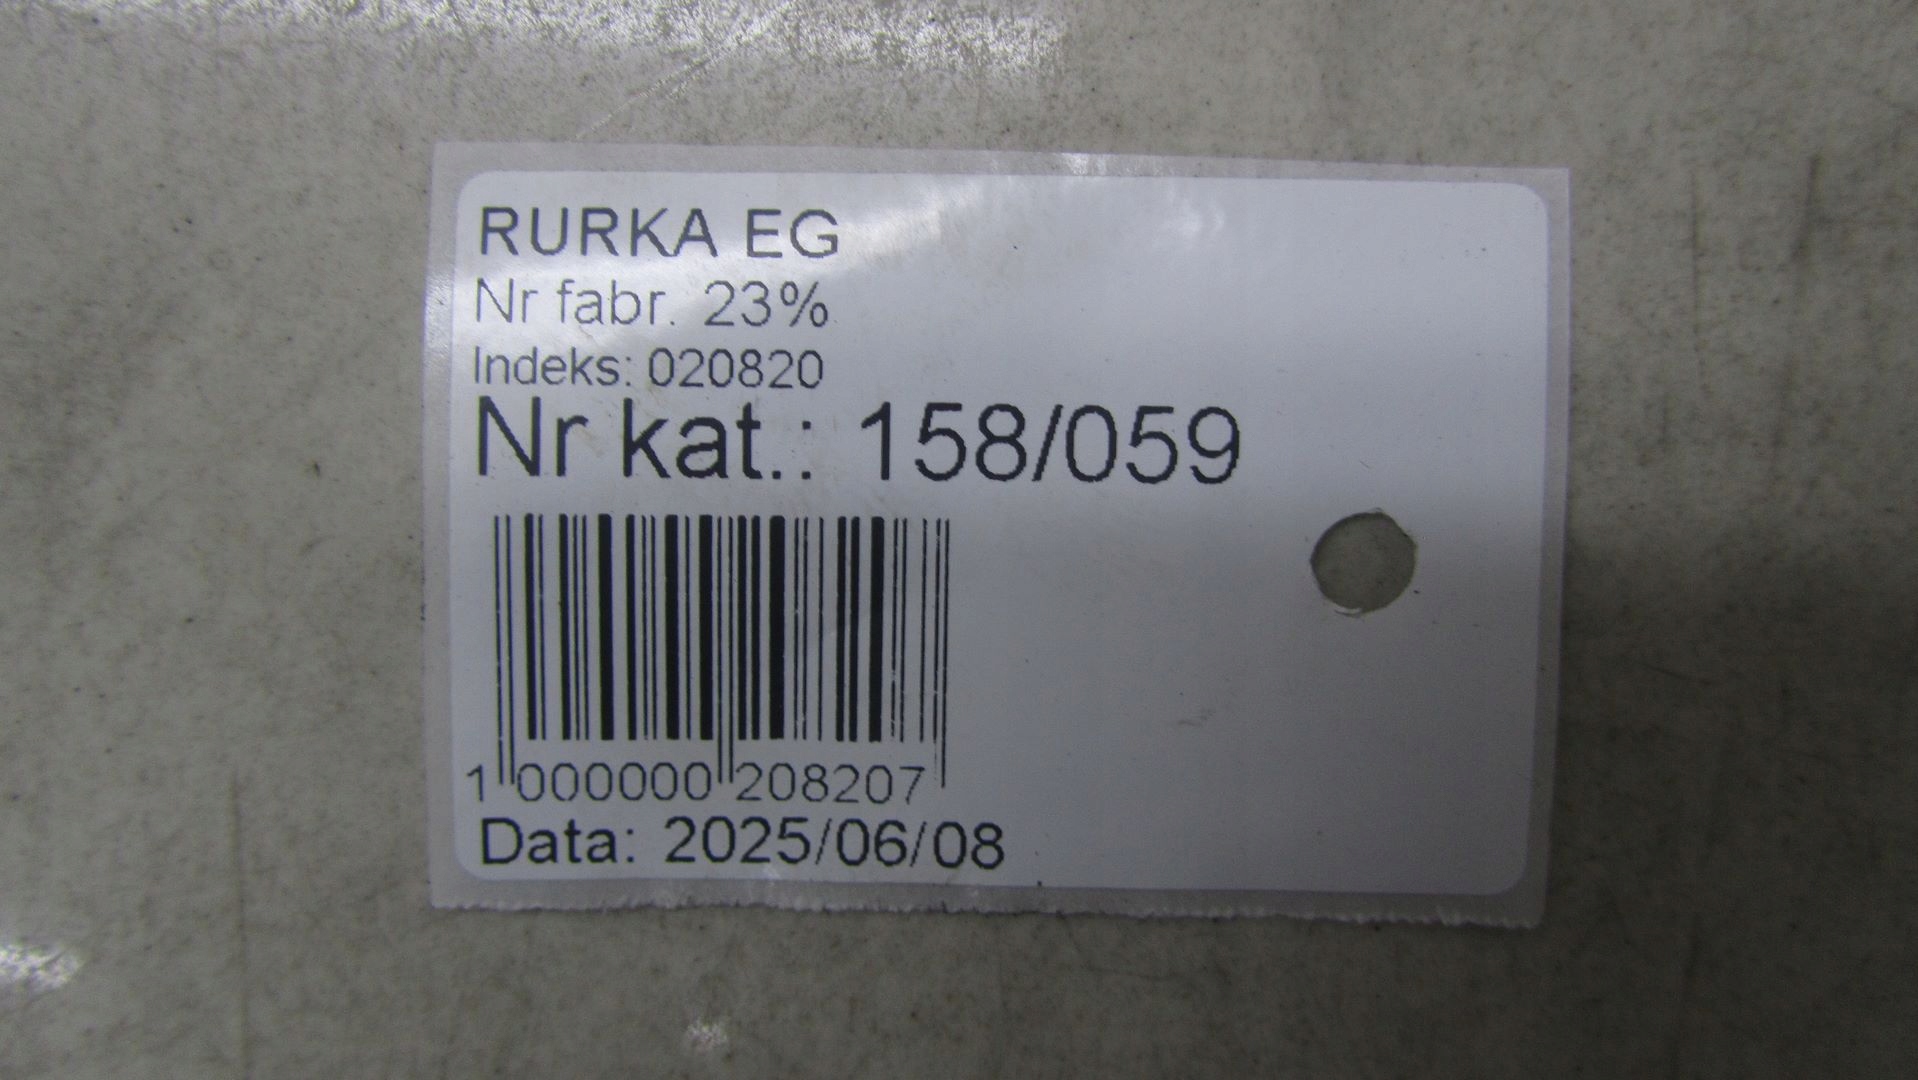 RURKA EG
Nr fabr. 23%
Indeks: 020820
Nr kat.: 158/059
1 000000 208207
Data: 2025/06/08